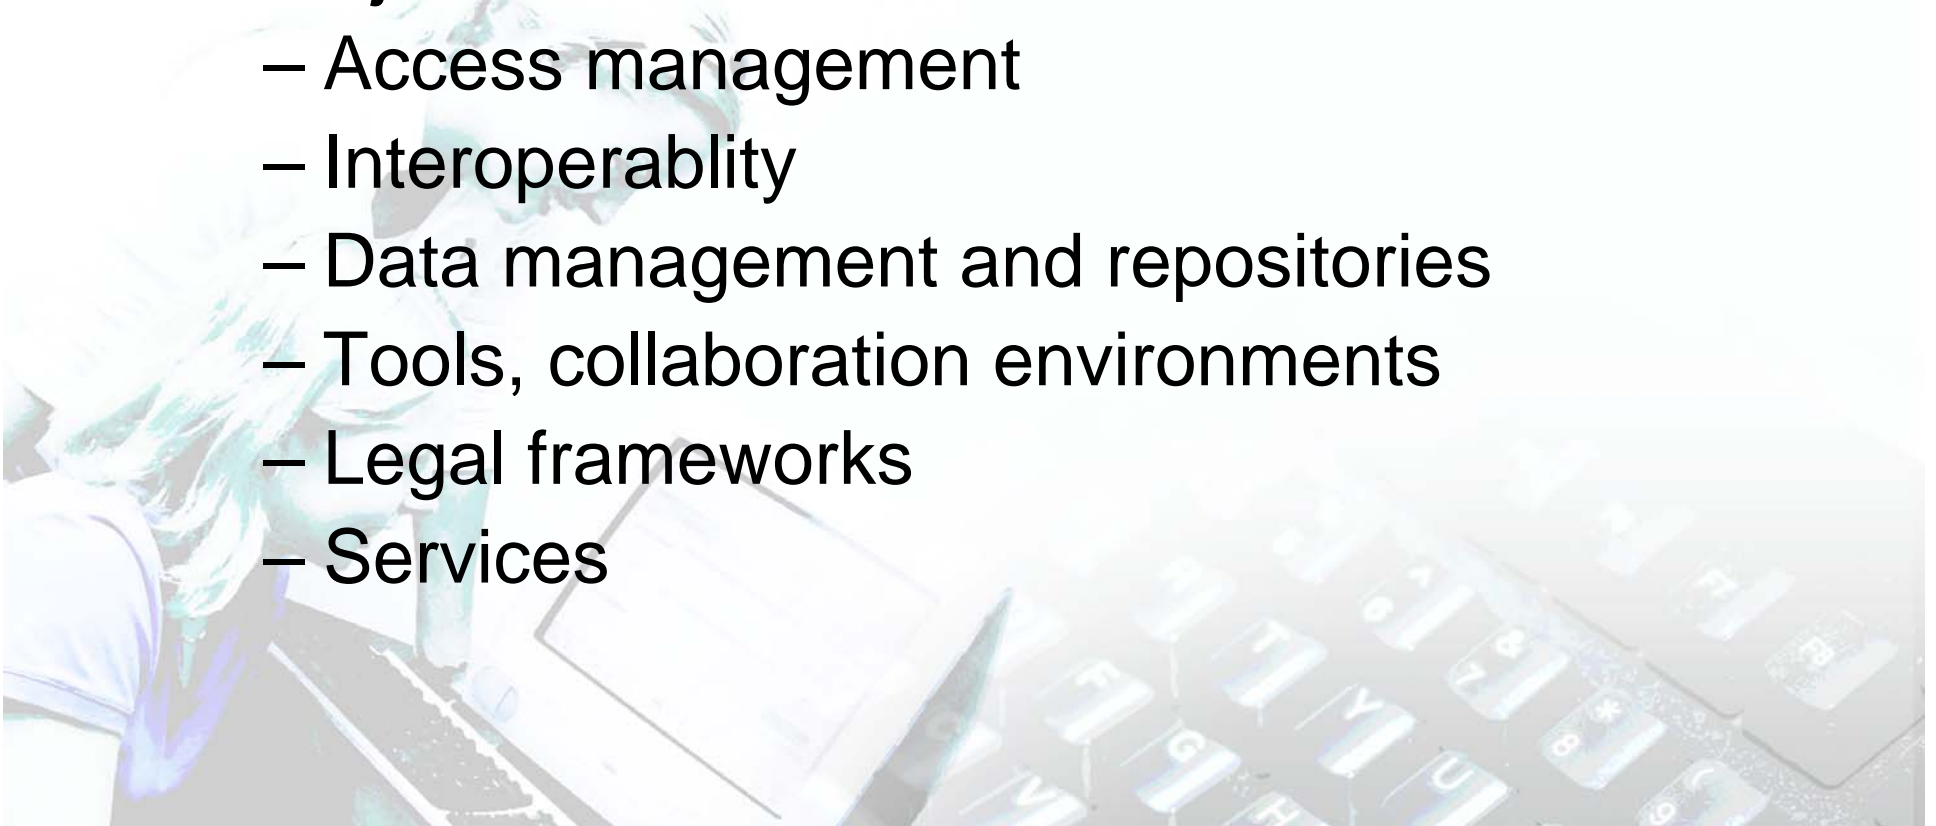 – Access management
– Interoperablity
– Data management and repositories
– Tools, collaboration environments
– Legal frameworks
– Services